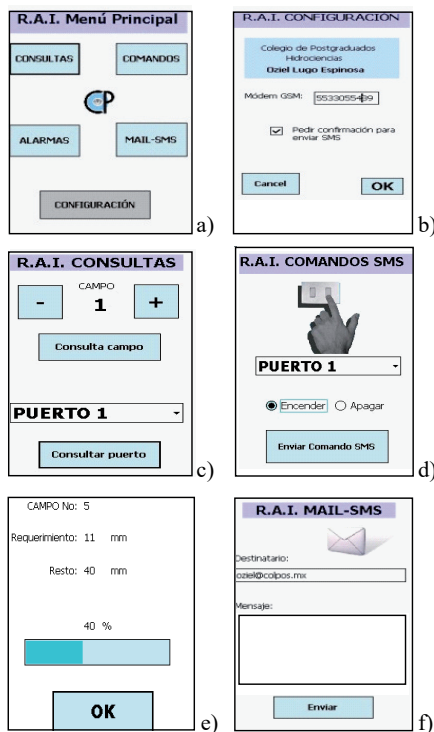 R.A.I. Menú Principal
CONSULTAS
COMANDOS
CP
ALARMAS
MAIL-SMS
CONFIGURACIÓN
a)
R.A.I. CONFIGURACIÓN
Colegio de Postgraduados
Hidrociencias
Oziel Lugo Espinosa
Módem GSM:
Pedir confirmación para
enviar SMS
Cancel
OK
b)
R.A.I. CONSULTAS
CAMPO
- 1 +
Consulta campo
PUERTO 1
Consultar puerto
c)
R.A.I. COMANDOS SMS
PUERTO 1
Encender Apagar
Enviar Comando SMS
d)
CAMPO No: 5
Requerimiento: 11 mm
Resto: 40 mm
40 %
OK
e)
R.A.I. MAIL-SMS
Destinatario:
oziel@colpos.mx
Mensaje:
Enviar
f)